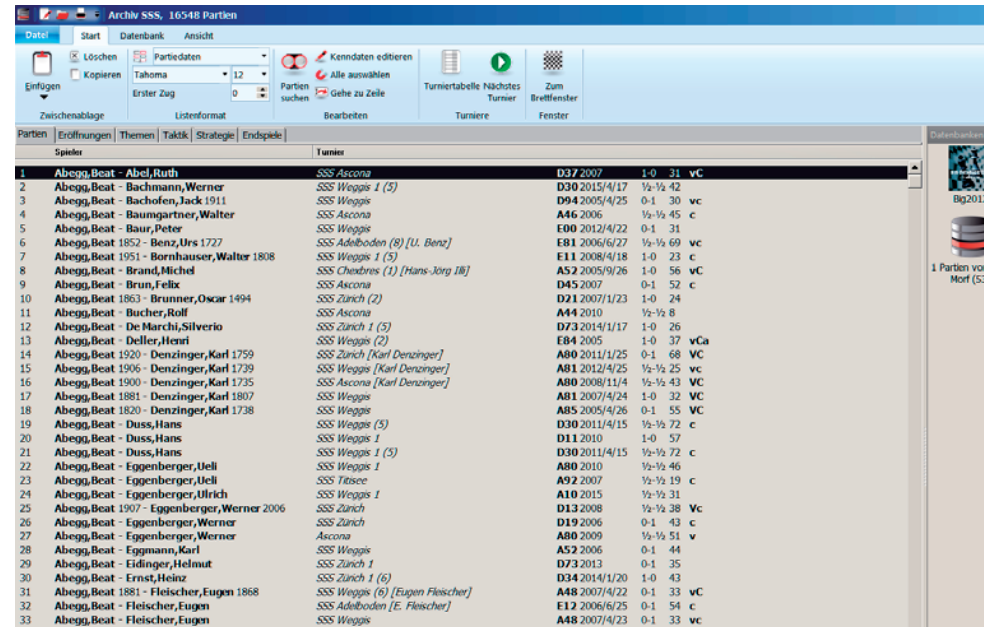 Archiv SSS, 16548 Partien
Datei Start Datenbank Ansicht
Einfügen
Löschen
Kopieren
Zwischenablage
Partiedaten
Tahoma 12
Erster Zug 0
Listenformat
Partien suchen
Kenndaten editieren
Alle auswählen
Gehe zu Zeile
Bearbeiten
Turniertabelle Nächstes Turnier
Turniere
Zum Brettfenster
Fenster
Partien Eröffnungen Themen Taktik Strategie Endspiele
Datenbanken
Spieler Turnier
1 Abegg,Beat - Abel,Ruth SSS Ascona D37 2007 1-0 31 vC
2 Abegg,Beat - Bachmann,Werner SSS Weggis 1 (5) D30 2015/4/17 ½-½ 42
3 Abegg,Beat - Bachofen,Jack 1911 SSS Weggis D94 2005/4/25 0-1 30 vc
4 Abegg,Beat - Baumgartner,Walter SSS Ascona A46 2006 ½-½ 45 c
5 Abegg,Beat - Baur,Peter SSS Weggis E00 2012/4/22 0-1 31
6 Abegg,Beat 1852 - Benz,Urs 1727 SSS Adelboden (8) [U. Benz] E81 2006/6/27 ½-½ 69 vc
7 Abegg,Beat 1951 - Bornhauser,Walter 1808 SSS Weggis 1 (5) E11 2008/4/18 1-0 23 c
8 Abegg,Beat - Brand,Michel SSS Chexbres (1) [Hans-Jörg Illi] A52 2005/9/26 1-0 56 vC
9 Abegg,Beat - Brun,Felix SSS Ascona D45 2007 0-1 52 c
10 Abegg,Beat 1863 - Brunner,Oscar 1494 SSS Zürich (2) D21 2007/1/23 1-0 24
11 Abegg,Beat - Bucher,Rolf SSS Ascona A44 2010 ½-½ 8
12 Abegg,Beat - De Marchi,Silverio SSS Zürich 1 (5) D73 2014/1/17 1-0 26
13 Abegg,Beat - Deller,Henri SSS Weggis (2) E84 2005 1-0 37 vCa
14 Abegg,Beat 1920 - Denzinger,Karl 1759 SSS Zürich [Karl Denzinger] A80 2011/1/25 0-1 68 VC
15 Abegg,Beat 1906 - Denzinger,Karl 1739 SSS Weggis [Karl Denzinger] A81 2012/4/25 ½-½ 25 vc
16 Abegg,Beat 1900 - Denzinger,Karl 1735 SSS Ascona [Karl Denzinger] A80 2008/11/4 ½-½ 43 VC
17 Abegg,Beat 1881 - Denzinger,Karl 1807 SSS Weggis A81 2007/4/24 1-0 32 VC
18 Abegg,Beat 1820 - Denzinger,Karl 1738 SSS Weggis A85 2005/4/26 0-1 55 VC
19 Abegg,Beat - Duss,Hans SSS Weggis (5) D30 2011/4/15 ½-½ 72 c
20 Abegg,Beat - Duss,Hans SSS Weggis 1 D11 2010 1-0 57
21 Abegg,Beat - Duss,Hans SSS Weggis 1 (5) D30 2011/4/15 ½-½ 72 c
22 Abegg,Beat - Eggenberger,Ueli SSS Weggis 1 A80 2010 ½-½ 46
23 Abegg,Beat - Eggenberger,Ueli SSS Titisee A92 2007 ½-½ 19 c
24 Abegg,Beat - Eggenberger,Ulrich SSS Weggis 1 A10 2015 ½-½ 31
25 Abegg,Beat 1907 - Eggenberger,Werner 2006 SSS Zürich D13 2008 ½-½ 38 Vc
26 Abegg,Beat - Eggenberger,Werner SSS Zürich D19 2006 0-1 43 c
27 Abegg,Beat - Eggenberger,Werner Ascona A80 2009 ½-½ 51 v
28 Abegg,Beat - Eggmann,Karl SSS Weggis A52 2006 0-1 44
29 Abegg,Beat - Eidinger,Helmut SSS Zürich 1 D73 2013 0-1 35
30 Abegg,Beat - Ernst,Heinz SSS Zürich 1 (6) D34 2014/1/20 1-0 43
31 Abegg,Beat 1881 - Fleischer,Eugen 1868 SSS Weggis (6) [Eugen Fleischer] A48 2007/4/22 0-1 33 vC
32 Abegg,Beat - Fleischer,Eugen SSS Adelboden [E. Fleischer] E12 2006/6/25 0-1 54 c
33 Abegg,Beat - Fleischer,Eugen SSS Weggis A48 2007/4/23 0-1 33 vc
Big2012
1 Partien vo
Morf (S